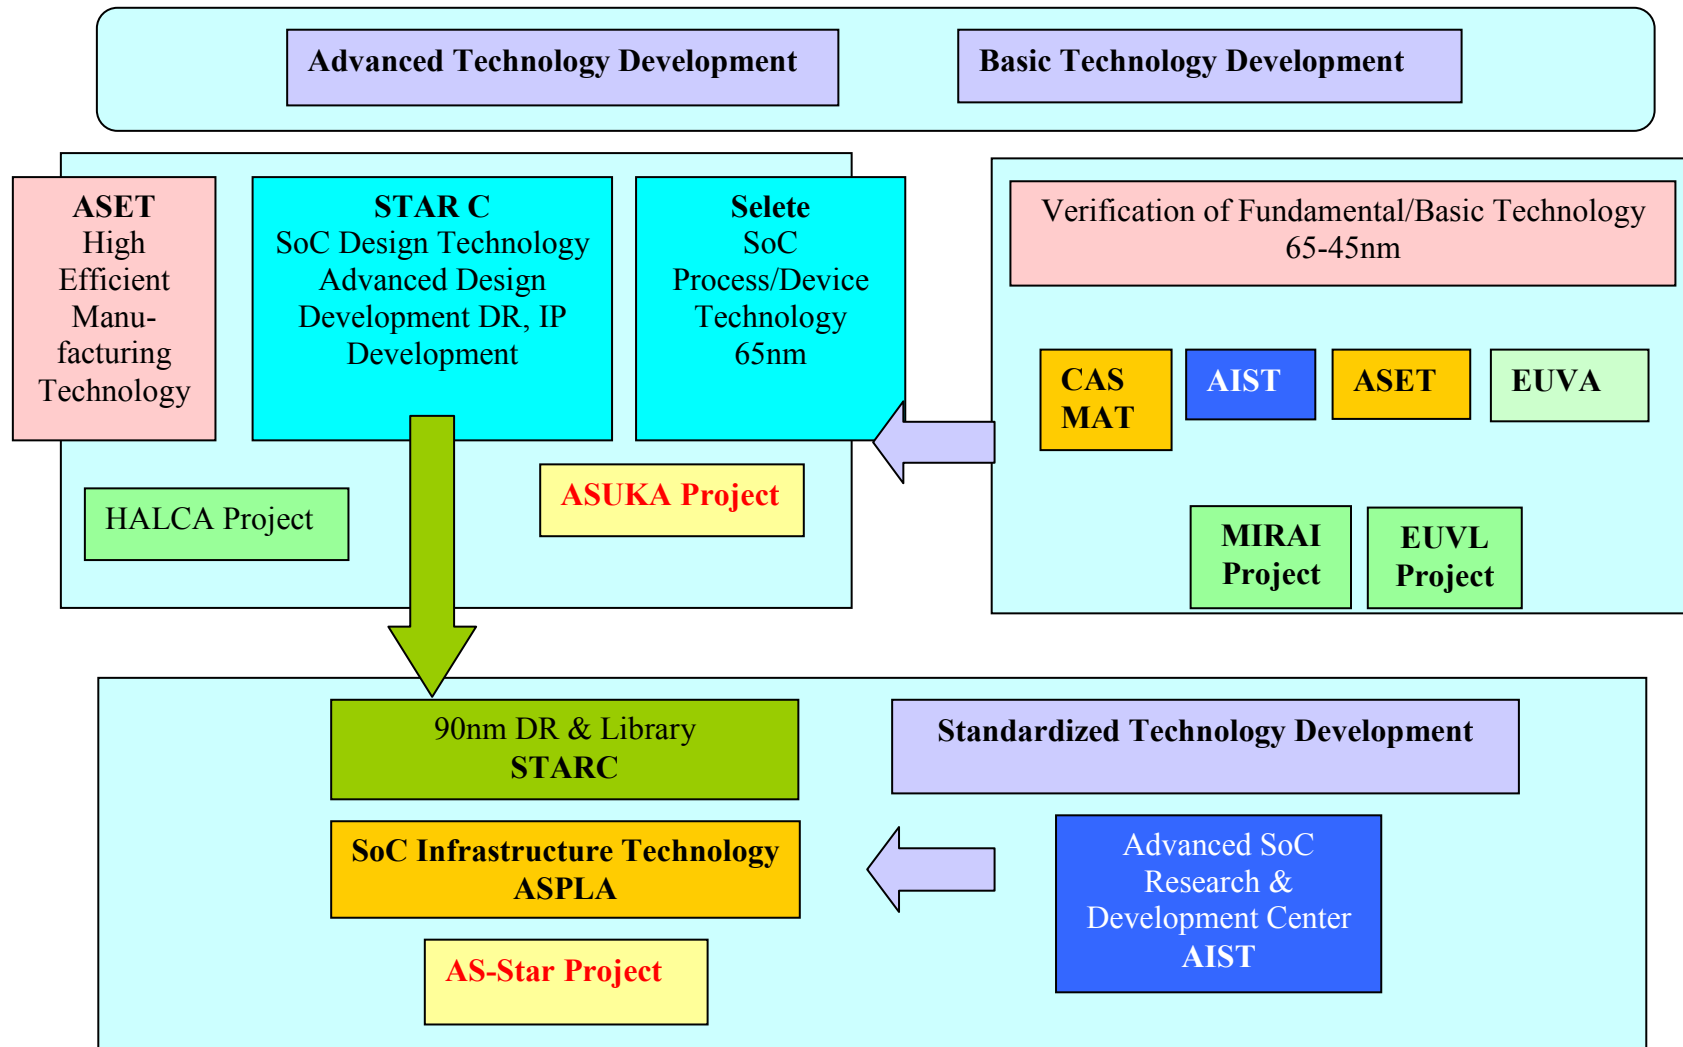 Advanced Technology Development
Basic Technology Development
ASET
High
Efficient
Manu-
facturing
Technology
STAR C
SoC Design Technology
Advanced Design
Development DR, IP
Development
Selete
SoC
Process/Device
Technology
65nm
HALCA Project
ASUKA Project
Verification of Fundamental/Basic Technology
65-45nm
CAS
MAT
AIST
ASET
EUVA
MIRAI
Project
EUVL
Project
90nm DR & Library
STARC
SoC Infrastructure Technology
ASPLA
AS-Star Project
Standardized Technology Development
Advanced SoC
Research &
Development Center
AIST